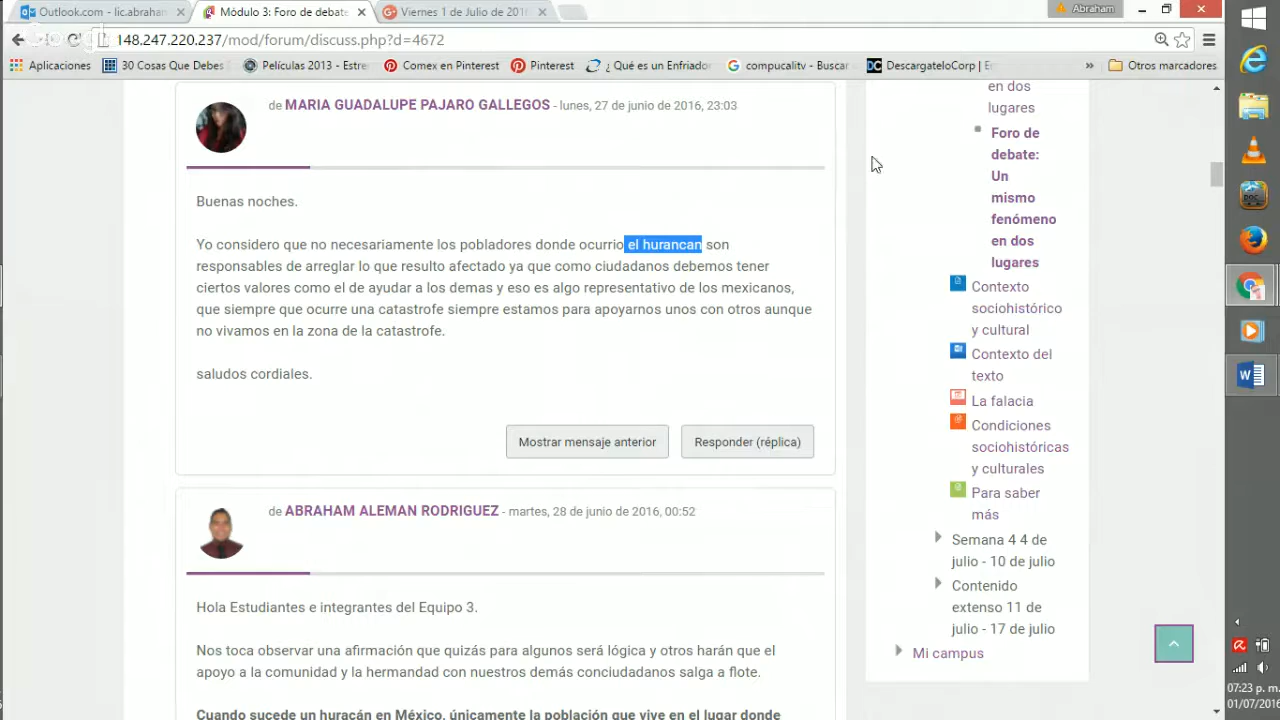 Outlook.com - lic.abraham
Módulo 3: Foro de debate
Viernes 1 de Julio de 2016
Abraham
148.247.220.237/mod/forum/discuss.php?d=4672
Aplicaciones
30 Cosas Que Debes
Películas 2013 - Estre
Comex en Pinterest
Pinterest
¿ Qué es un Enfriador
compucalitv - Buscar
DescargateloCorp | E
»
Otros marcadores
de MARIA GUADALUPE PAJARO GALLEGOS - lunes, 27 de junio de 2016, 23:03
Buenas noches.
Yo considero que no necesariamente los pobladores donde ocurrio el hurancan son
responsables de arreglar lo que resulto afectado ya que como ciudadanos debemos tener
ciertos valores como el de ayudar a los demas y eso es algo representativo de los mexicanos,
que siempre que ocurre una catastrofe siempre estamos para apoyarnos unos con otros aunque
no vivamos en la zona de la catastrofe.
saludos cordiales.
Mostrar mensaje anterior
Responder (réplica)
de ABRAHAM ALEMAN RODRIGUEZ - martes, 28 de junio de 2016, 00:52
Hola Estudiantes e integrantes del Equipo 3.
Nos toca observar una afirmación que quizás para algunos será lógica y otros harán que el
apoyo a la comunidad y la hermandad con nuestros demás conciudadanos salga a flote.
Cuando sucede un huracán en México, únicamente la población que vive en el lugar donde
en dos
lugares
Foro de
debate:
Un
mismo
fenómeno
en dos
lugares
Contexto
sociohistórico
y cultural
Contexto del
texto
La falacia
Condiciones
sociohistóricas
y culturales
Para saber
más
Semana 4 4 de
julio - 10 de julio
Contenido
extenso 11 de
julio - 17 de julio
Mi campus
07:23 p. m.
01/07/2016